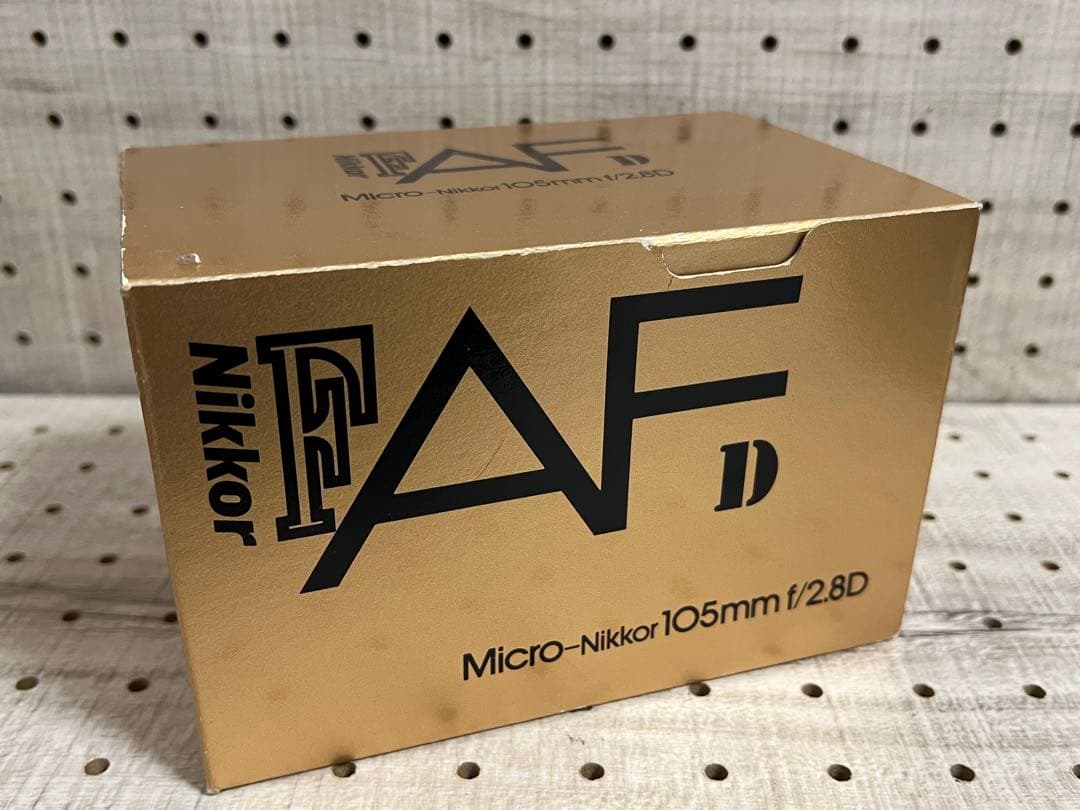 Nikkor F AF D
Micro-Nikkor 105mm f/2.8D
Nikkor
F AF
D
Micro-Nikkor 105mm f/2.8D